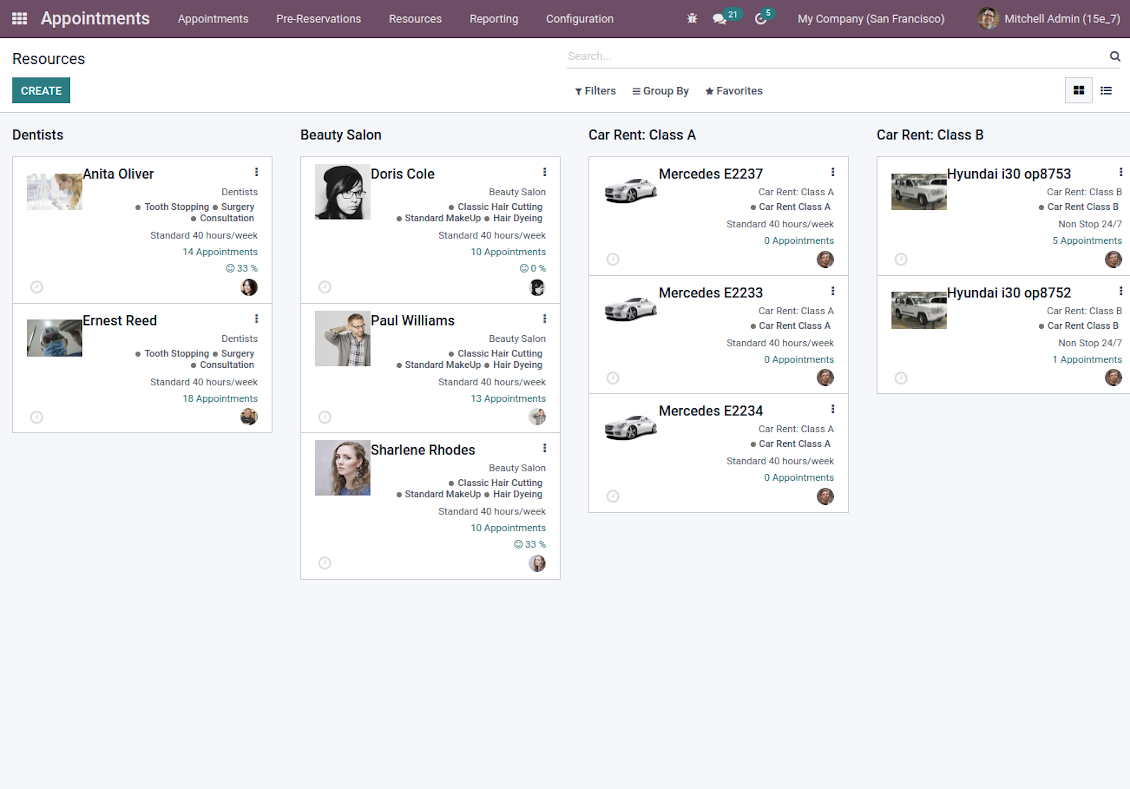 Appointments
Appointments
Pre-Reservations
Resources
Reporting
Configuration
21
5
My Company (San Francisco)
Mitchell Admin (15e_7)
Resources
Search...
CREATE
Filters
Group By
Favorites
Dentists
Anita Oliver
Dentists
Tooth Stopping Surgery
Consultation
Standard 40 hours/week
14 Appointments
33 %
Ernest Reed
Dentists
Tooth Stopping Surgery
Consultation
Standard 40 hours/week
18 Appointments
Beauty Salon
Doris Cole
Beauty Salon
Classic Hair Cutting
Standard MakeUp Hair Dyeing
Standard 40 hours/week
10 Appointments
0 %
Paul Williams
Beauty Salon
Classic Hair Cutting
Standard MakeUp Hair Dyeing
Standard 40 hours/week
13 Appointments
Sharlene Rhodes
Beauty Salon
Classic Hair Cutting
Standard MakeUp Hair Dyeing
Standard 40 hours/week
10 Appointments
33 %
Car Rent: Class A
Mercedes E2237
Car Rent: Class A
Car Rent Class A
Standard 40 hours/week
0 Appointments
Mercedes E2233
Car Rent: Class A
Car Rent Class A
Standard 40 hours/week
0 Appointments
Mercedes E2234
Car Rent: Class A
Car Rent Class A
Standard 40 hours/week
0 Appointments
Car Rent: Class B
Hyundai i30 op8753
Car Rent: Class B
Car Rent Class B
Non Stop 24/7
5 Appointments
Hyundai i30 op8752
Car Rent: Class B
Car Rent Class B
Non Stop 24/7
1 Appointments